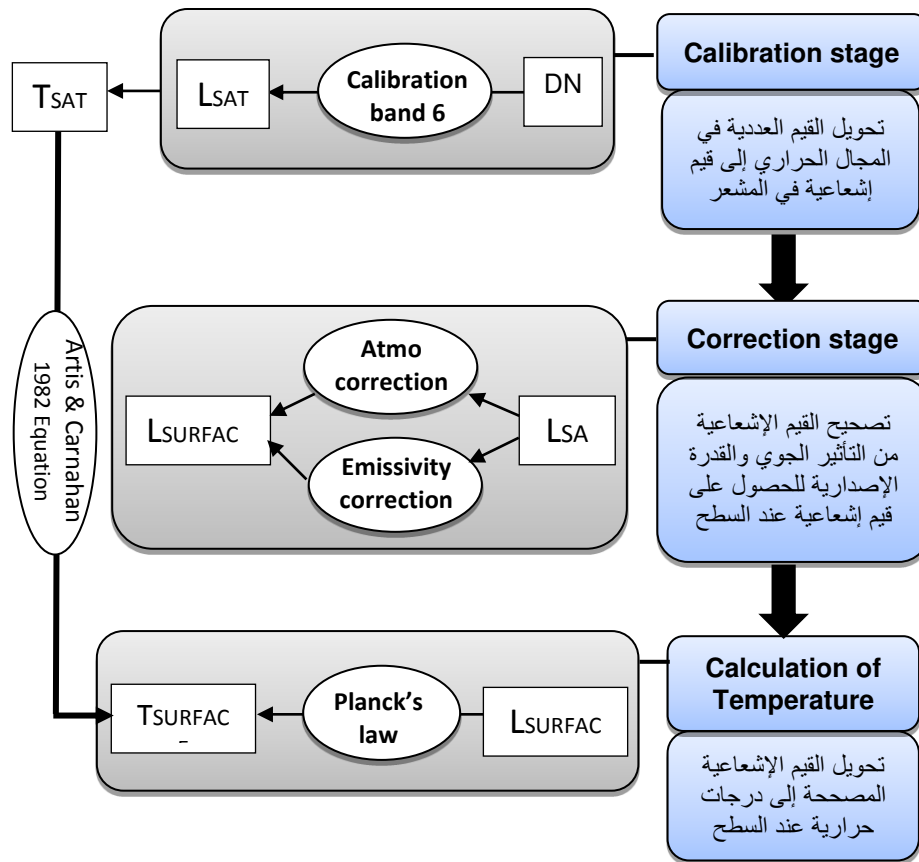 Calibration stage
تحويل القيم العددية في
المجال الحراري إلى قيم
إشعاعية في المشعر
DN
Calibration
band 6
LSAT
TSAT
Artis & Carnahan
1982 Equation
Correction stage
تصحيح القيم الإشعاعية
من التأثير الجوي والقدرة
الإصدارية للحصول على
قيم إشعاعية عند السطح
LSA
Atmo
correction
Emissivity
correction
LSURFAC
Calculation of
Temperature
تحويل القيم الإشعاعية
المصححة إلى درجات
حرارية عند السطح
LSURFAC
Planck’s
law
TSURFAC